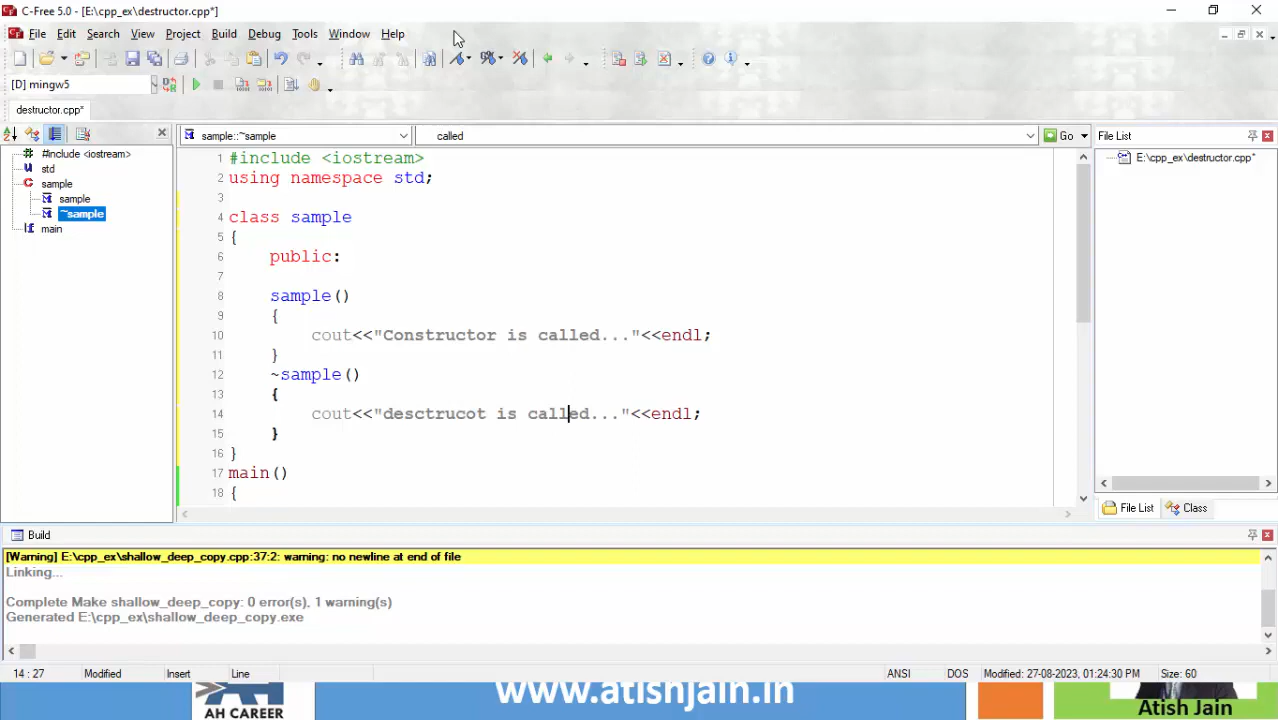 C-Free 5.0 - [E:\cpp_ex\destructor.cpp*]
File Edit Search View Project Build Debug Tools Window Help
[D] mingw5
destructor.cpp*
sample::~sample
called
Go
File List
#include <iostream>
std
sample
sample
~sample
main
E:\cpp_ex\destructor.cpp*
1 #include <iostream>
2 using namespace std;
3
4 class sample
5 {
6 public:
7
8 sample()
9 {
10 cout<<"Constructor is called..."<<endl;
11 }
12 ~sample()
13 {
14 cout<<"desctrucot is called..."<<endl;
15 }
16 }
17 main()
18 {
File List Class
Build
[Warning] E:\cpp_ex\shallow_deep_copy.cpp:37:2: warning: no newline at end of file
Linking...
Complete Make shallow_deep_copy: 0 error(s), 1 warning(s)
Generated E:\cpp_ex\shallow_deep_copy.exe
14 : 27 Modified Insert Line ANSI DOS Modified: 27-08-2023, 01:24:30 PM Size: 60
AH CAREER
www.atishjain.in
Atish Jain